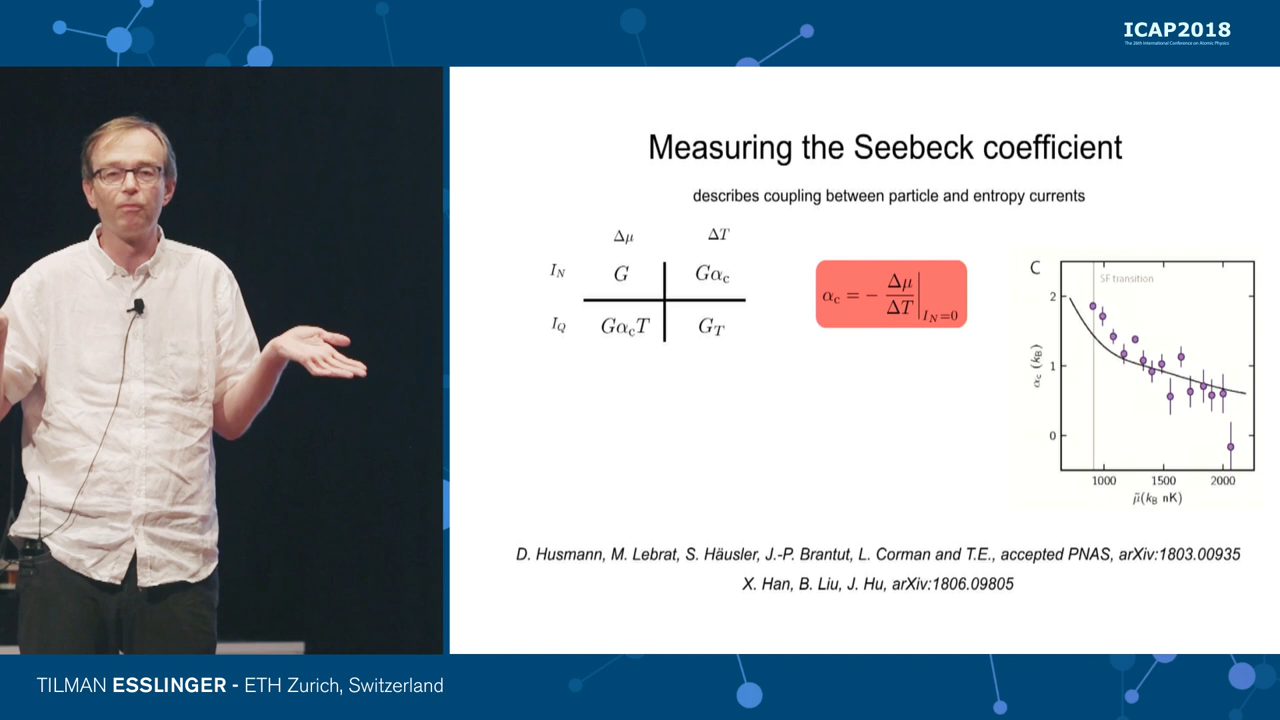 ICAP2018
The 26th International Conference on Atomic Physics
Measuring the Seebeck coefficient
describes coupling between particle and entropy currents
Δμ ΔT
I_N G Gα_c
I_Q Gα_cT G_T
α_c = − Δμ/ΔT |_{I_N=0}
C
SF transition
2
1
0
α_c (k_B)
1000 1500 2000
μ̃(k_B nK)
D. Husmann, M. Lebrat, S. Häusler, J.-P. Brantut, L. Corman and T.E., accepted PNAS, arXiv:1803.00935
X. Han, B. Liu, J. Hu, arXiv:1806.09805
TILMAN ESSLINGER - ETH Zurich, Switzerland